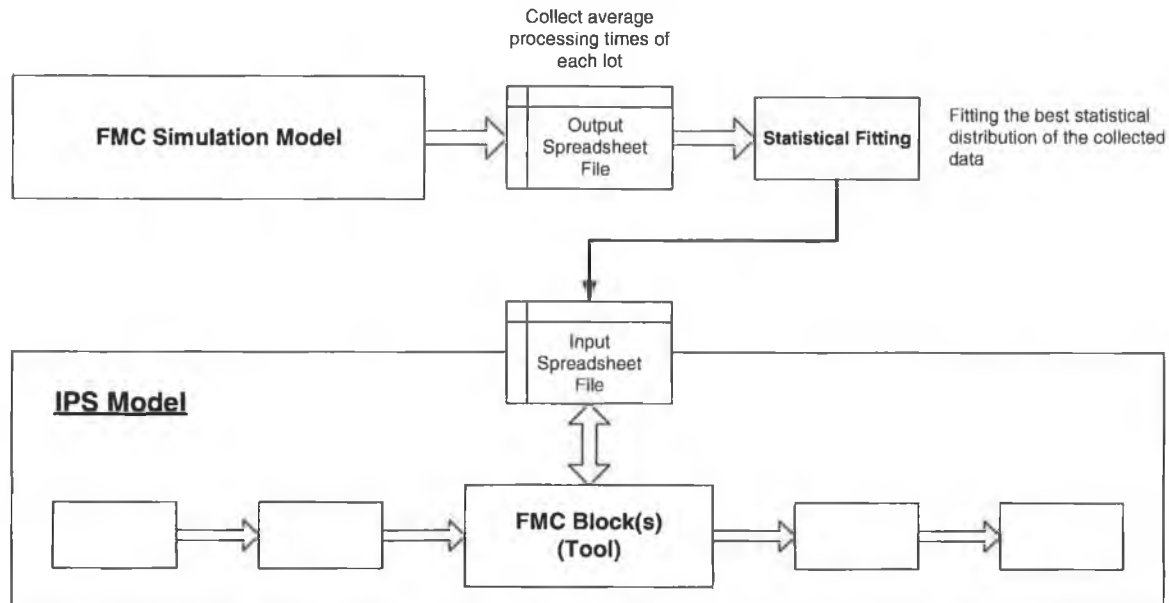 Collect average
processing times of
each lot
FMC Simulation Model
Output
Spreadsheet
File
Statistical Fitting
Fitting the best statistical
distribution of the collected
data
Input
Spreadsheet
File
IPS Model
FMC Block(s)
(Tool)